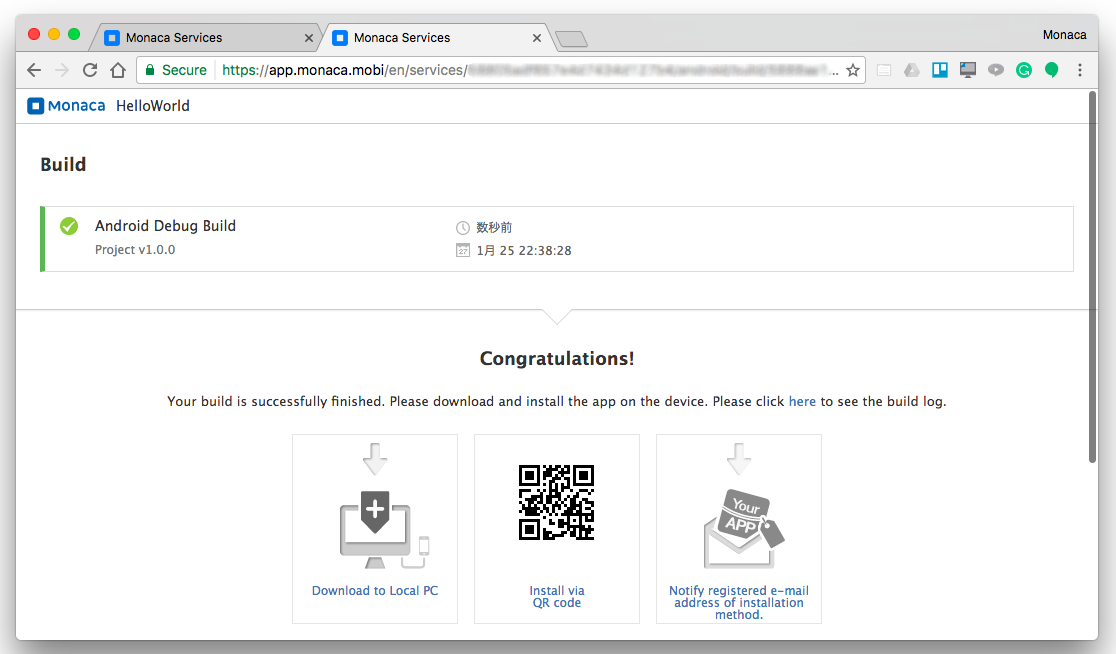 Monaca Services
Monaca Services
Monaca
Secure
https://app.monaca.mobi/en/services/
Monaca HelloWorld
Build
Android Debug Build
数秒前
Project v1.0.0
27
1月 25 22:38:28
Congratulations!
Your build is successfully finished. Please download and install the app on the device. Please click here to see the build log.
Your
APP
Download to Local PC
Install via
QR code
Notify registered e-mail
address of installation
method.